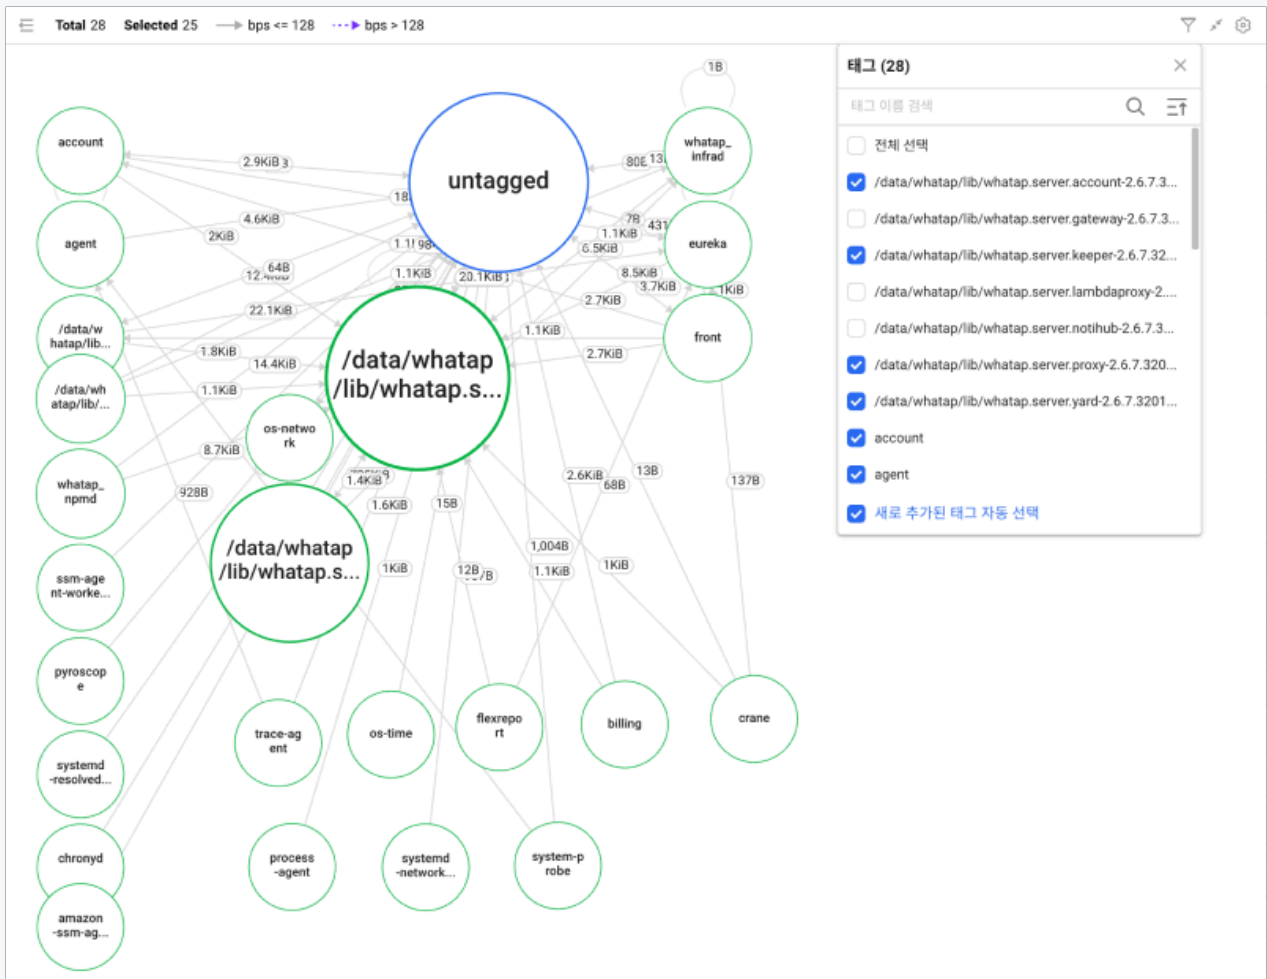 Total 28 Selected 25 bps <= 128 bps > 128
태그 (28)
태그 이름 검색
전체 선택
/data/whatap/lib/whatap.server.account-2.6.7.3...
/data/whatap/lib/whatap.server.gateway-2.6.7.3...
/data/whatap/lib/whatap.server.keeper-2.6.7.32...
/data/whatap/lib/whatap.server.lambdaproxy-2....
/data/whatap/lib/whatap.server.notihub-2.6.7.3...
/data/whatap/lib/whatap.server.proxy-2.6.7.320...
/data/whatap/lib/whatap.server.yard-2.6.7.3201...
account
agent
새로 추가된 태그 자동 선택
1B
account
untagged
whatap_
infrad
2.9KiB
80B
13
18
4.6KiB
7B
431
agent
2KiB
1.1KiB
eureka
1.1
98
6.5KiB
64B
1.1KiB
20.1KiB
8.5KiB
12.4KiB
3.7KiB
1KiB
2.7KiB
22.1KiB
/data/w
hatap/lib...
1.1KiB
front
1.8KiB
2.7KiB
14.4KiB
/data/whatap
/lib/whatap.s...
/data/wh
atap/lib/...
1.1KiB
os-netwo
rk
8.7KiB
13B
1.4KiB
2.6KiB
68B
137B
whatap_
npmd
928B
1.6KiB
15B
/data/whatap
/lib/whatap.s...
1,004B
1KiB
12B
1.1KiB
1KiB
ssm-age
nt-worke...
pyroscop
e
trace-ag
ent
os-time
flexrepo
rt
billing
crane
systemd
-resolved...
chronyd
process
-agent
systemd
-network...
system-p
robe
amazon
-ssm-ag...